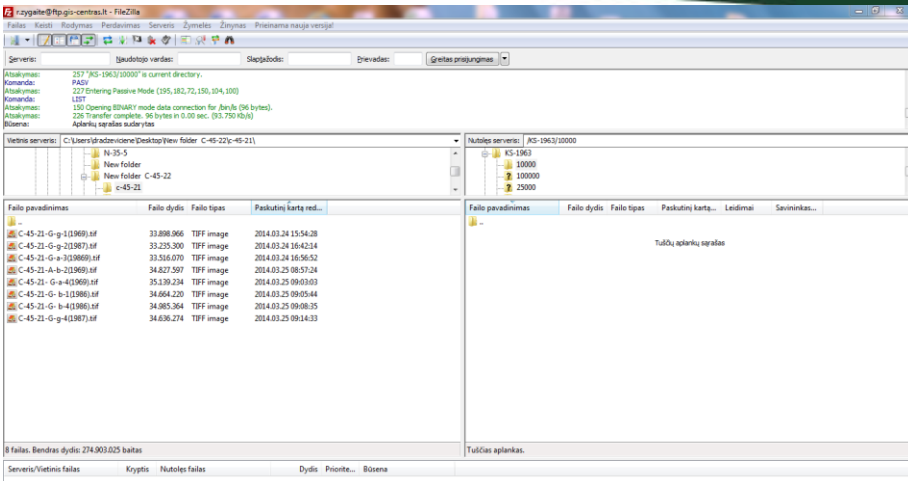 r.zygaite@ftp.gis-centras.lt - FileZilla
Failas Keisti Rodymas Perdavimas Serveris Žymelės Žinynas Prieinama nauja versija!
Serveris: Naudotojo vardas: Slaptažodis: Prievadas: Greitas prisijungimas
Atsakymas: 257 "/KS-1963/10000" is current directory.
Komanda: PASV
Atsakymas: 227 Entering Passive Mode (195,182,72,150,104,100)
Komanda: LIST
Atsakymas: 150 Opening BINARY mode data connection for /bin/ls (96 bytes).
Atsakymas: 226 Transfer complete. 96 bytes in 0.00 sec. (93.750 Kb/s)
Būsena: Aplankų sąrašas sudarytas
Vietinis serveris: C:\Users\dradzeviciene\Desktop\New folder C-45-22\c-45-21\
N-35-5
New folder
New folder C-45-22
c-45-21
Nutolęs serveris: /KS-1963/10000
KS-1963
10000
100000
25000
Failo pavadinimas Failo dydis Failo tipas Paskutinį kartą red...
..
C-45-21-G-g-1(1969).tif 33.898.966 TIFF image 2014.03.24 15:54:28
C-45-21-G-g-2(1987).tif 33.235.300 TIFF image 2014.03.24 16:42:14
C-45-21-G-a-3(19869).tif 33.516.070 TIFF image 2014.03.24 16:56:52
C-45-21-A-b-2(1969).tif 34.827.597 TIFF image 2014.03.25 08:57:24
C-45-21- G-a-4(1969).tif 35.139.234 TIFF image 2014.03.25 09:03:03
C-45-21-G- b-1(1986).tif 34.664.220 TIFF image 2014.03.25 09:05:44
C-45-21-G- b-4(1986).tif 34.985.364 TIFF image 2014.03.25 09:08:35
C-45-21-G-g-4(1987).tif 34.636.274 TIFF image 2014.03.25 09:14:33
8 failas. Bendras dydis: 274.903.025 baitas
Failo pavadinimas Failo dydis Failo tipas Paskutinį kartą... Leidimai Savininkas...
..
Tuščių aplankų sąrašas
Tuščias aplankas.
Serveris/Vietinis failas Kryptis Nutolęs failas Dydis Priorite... Būsena